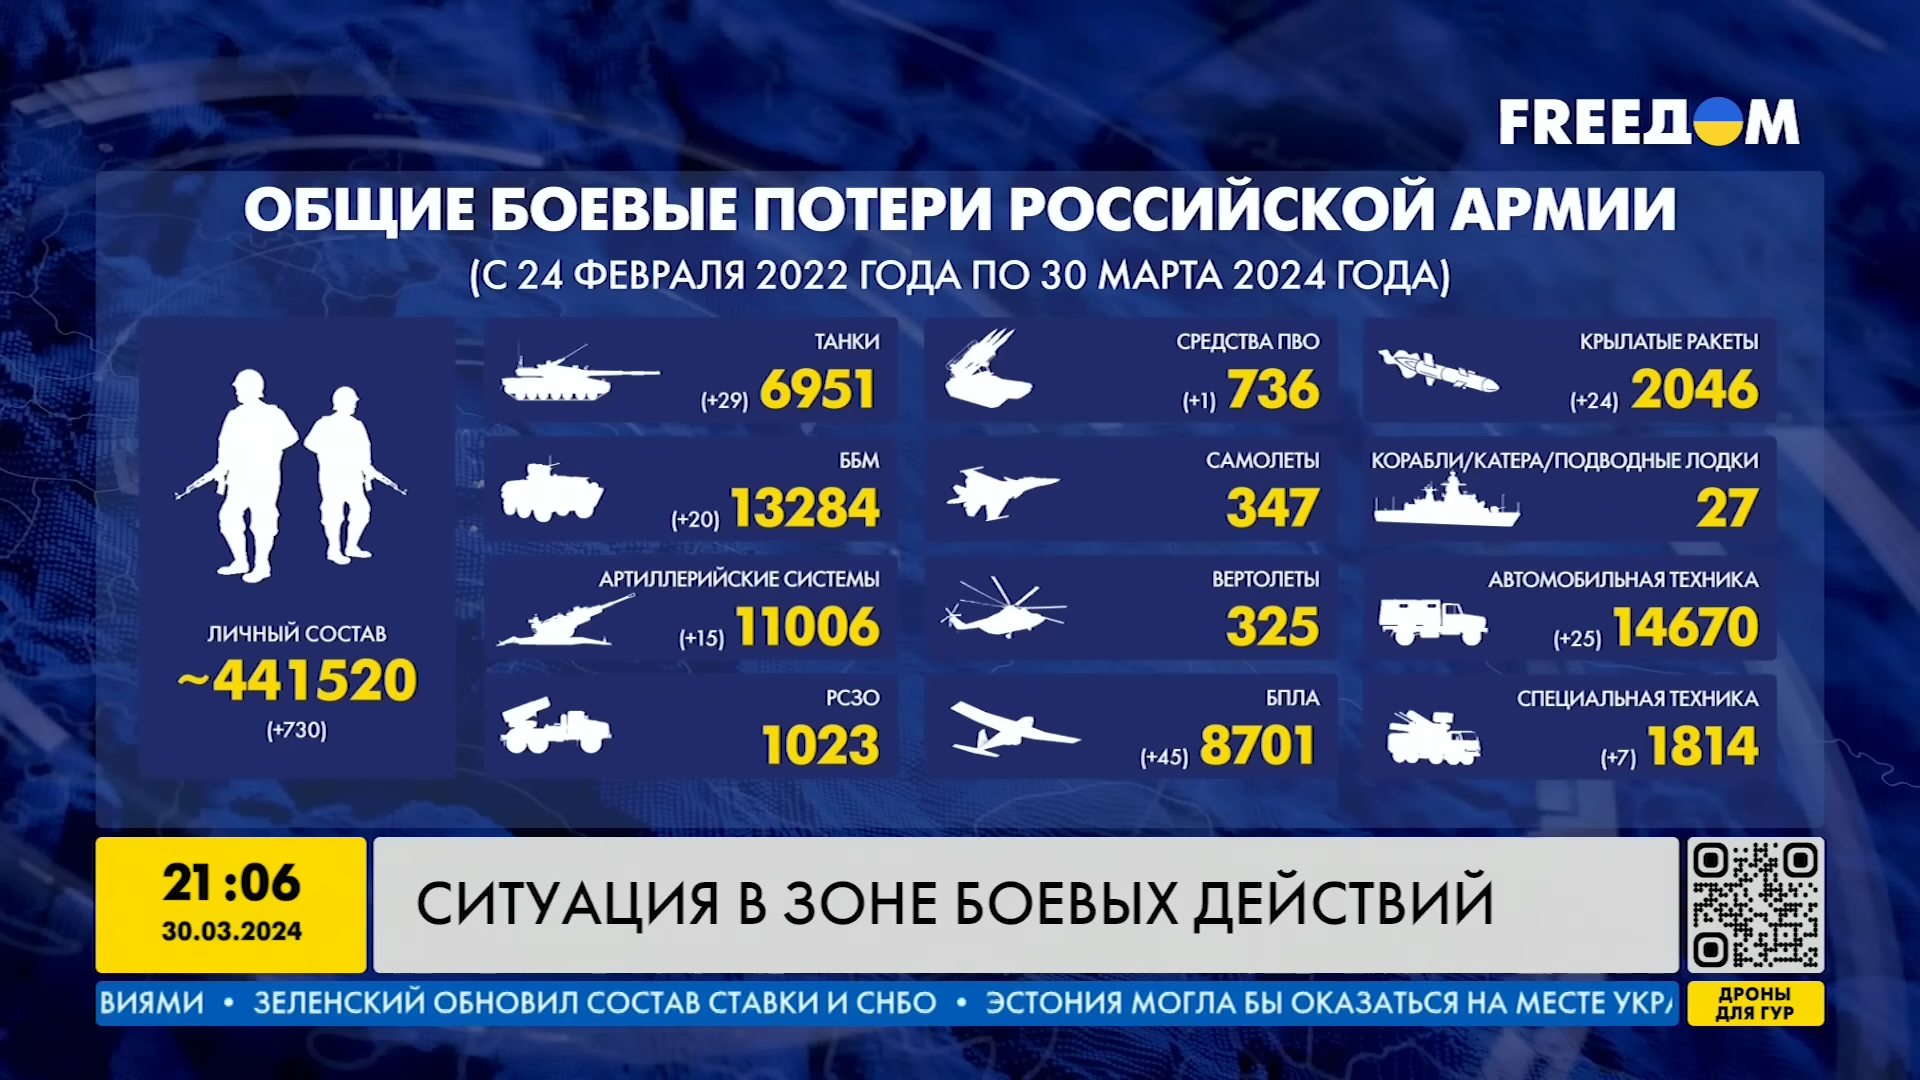 FREEДOM
ОБЩИЕ БОЕВЫЕ ПОТЕРИ РОССИЙСКОЙ АРМИИ
(С 24 ФЕВРАЛЯ 2022 ГОДА ПО 30 МАРТА 2024 ГОДА)
ЛИЧНЫЙ СОСТАВ
~441520
(+730)
ТАНКИ
(+29) 6951
ББМ
(+20) 13284
АРТИЛЛЕРИЙСКИЕ СИСТЕМЫ
(+15) 11006
РСЗО
1023
СРЕДСТВА ПВО
(+1) 736
САМОЛЕТЫ
347
ВЕРТОЛЕТЫ
325
БПЛА
(+45) 8701
КРЫЛАТЫЕ РАКЕТЫ
(+24) 2046
КОРАБЛИ/КАТЕРА/ПОДВОДНЫЕ ЛОДКИ
27
АВТОМОБИЛЬНАЯ ТЕХНИКА
(+25) 14670
СПЕЦИАЛЬНАЯ ТЕХНИКА
(+7) 1814
21:06
30.03.2024
СИТУАЦИЯ В ЗОНЕ БОЕВЫХ ДЕЙСТВИЙ
ВИЯМИ • ЗЕЛЕНСКИЙ ОБНОВИЛ СОСТАВ СТАВКИ И СНБО • ЭСТОНИЯ МОГЛА БЫ ОКАЗАТЬСЯ НА МЕСТЕ УКРА
ДРОНЫ
ДЛЯ ГУР